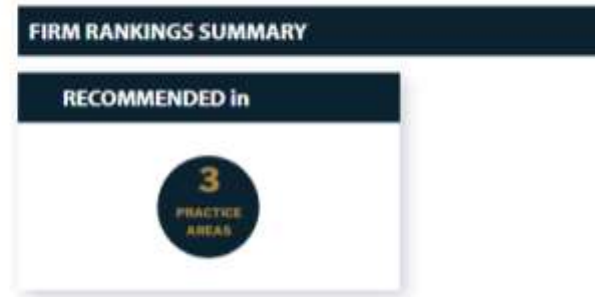 FIRM RANKINGS SUMMARY
RECOMMENDED in
3
PRACTICE
AREAS